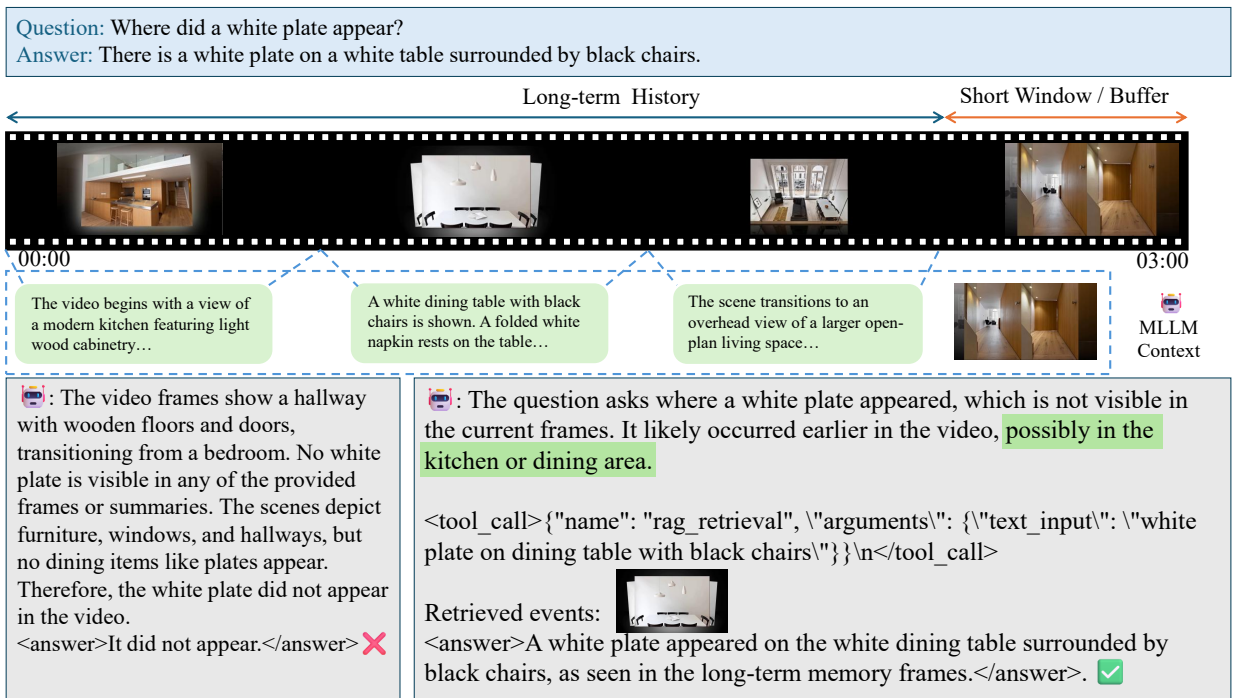 Question: Where did a white plate appear?
Answer: There is a white plate on a white table surrounded by black chairs.
Long-term History
Short Window / Buffer
00:00
03:00
The video begins with a view of
a modern kitchen featuring light
wood cabinetry…
A white dining table with black
chairs is shown. A folded white
napkin rests on the table…
The scene transitions to an
overhead view of a larger open-
plan living space…
MLLM
Context
: The video frames show a hallway
with wooden floors and doors,
transitioning from a bedroom. No white
plate is visible in any of the provided
frames or summaries. The scenes depict
furniture, windows, and hallways, but
no dining items like plates appear.
Therefore, the white plate did not appear
in the video.
<answer>It did not appear.</answer>
: The question asks where a white plate appeared, which is not visible in
the current frames. It likely occurred earlier in the video, possibly in the
kitchen or dining area.
<tool_call>{"name": "rag_retrieval", \"arguments\": {\"text_input\": \"white
plate on dining table with black chairs\"}}\n</tool_call>
Retrieved events:
<answer>A white plate appeared on the white dining table surrounded by
black chairs, as seen in the long-term memory frames.</answer>.